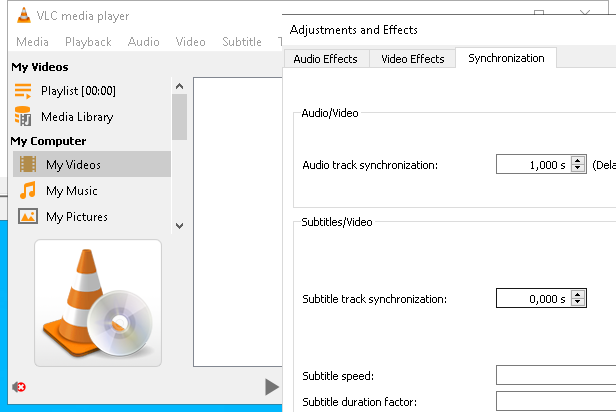 VLC media player
Media Playback Audio Video Subtitle
My Videos
Playlist [00:00]
Media Library
My Computer
My Videos
My Music
My Pictures
Adjustments and Effects
Audio Effects Video Effects Synchronization
Audio/Video
Audio track synchronization: 1,000 s (Dela
Subtitles/Video
Subtitle track synchronization: 0,000 s
Subtitle speed:
Subtitle duration factor: